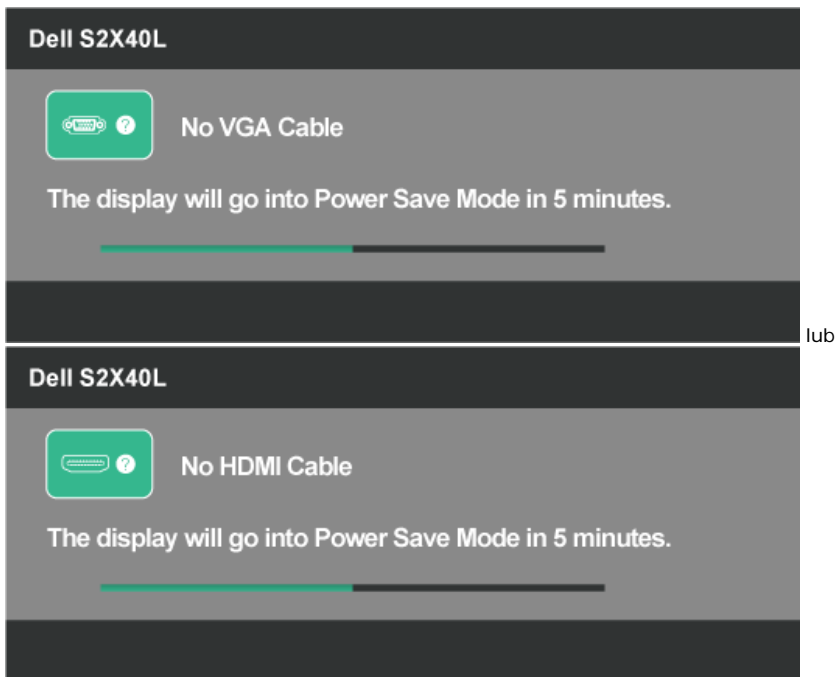 Dell S2X40L
No VGA Cable
The display will go into Power Save Mode in 5 minutes.
lub
Dell S2X40L
No HDMI Cable
The display will go into Power Save Mode in 5 minutes.